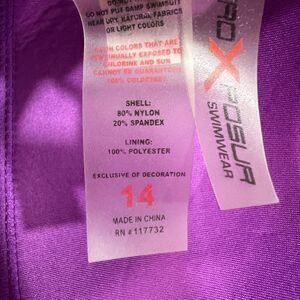 DO NOT PUT DAMP SWIMSUIT
NEAR DRY, NATURAL FABRICS
OR LIGHT COLORS
COLORS THAT ARE
CONTINUALLY EXPOSED TO
CHLORINE AND SUN
CANNOT BE GUARANTEED
100% COLORFAST
SHELL:
80% NYLON
20% SPANDEX
LINING:
100% POLYESTER
EXCLUSIVE OF DECORATION
14
MADE IN CHINA
RN # 117732
XPOSUR
SWIMWEAR